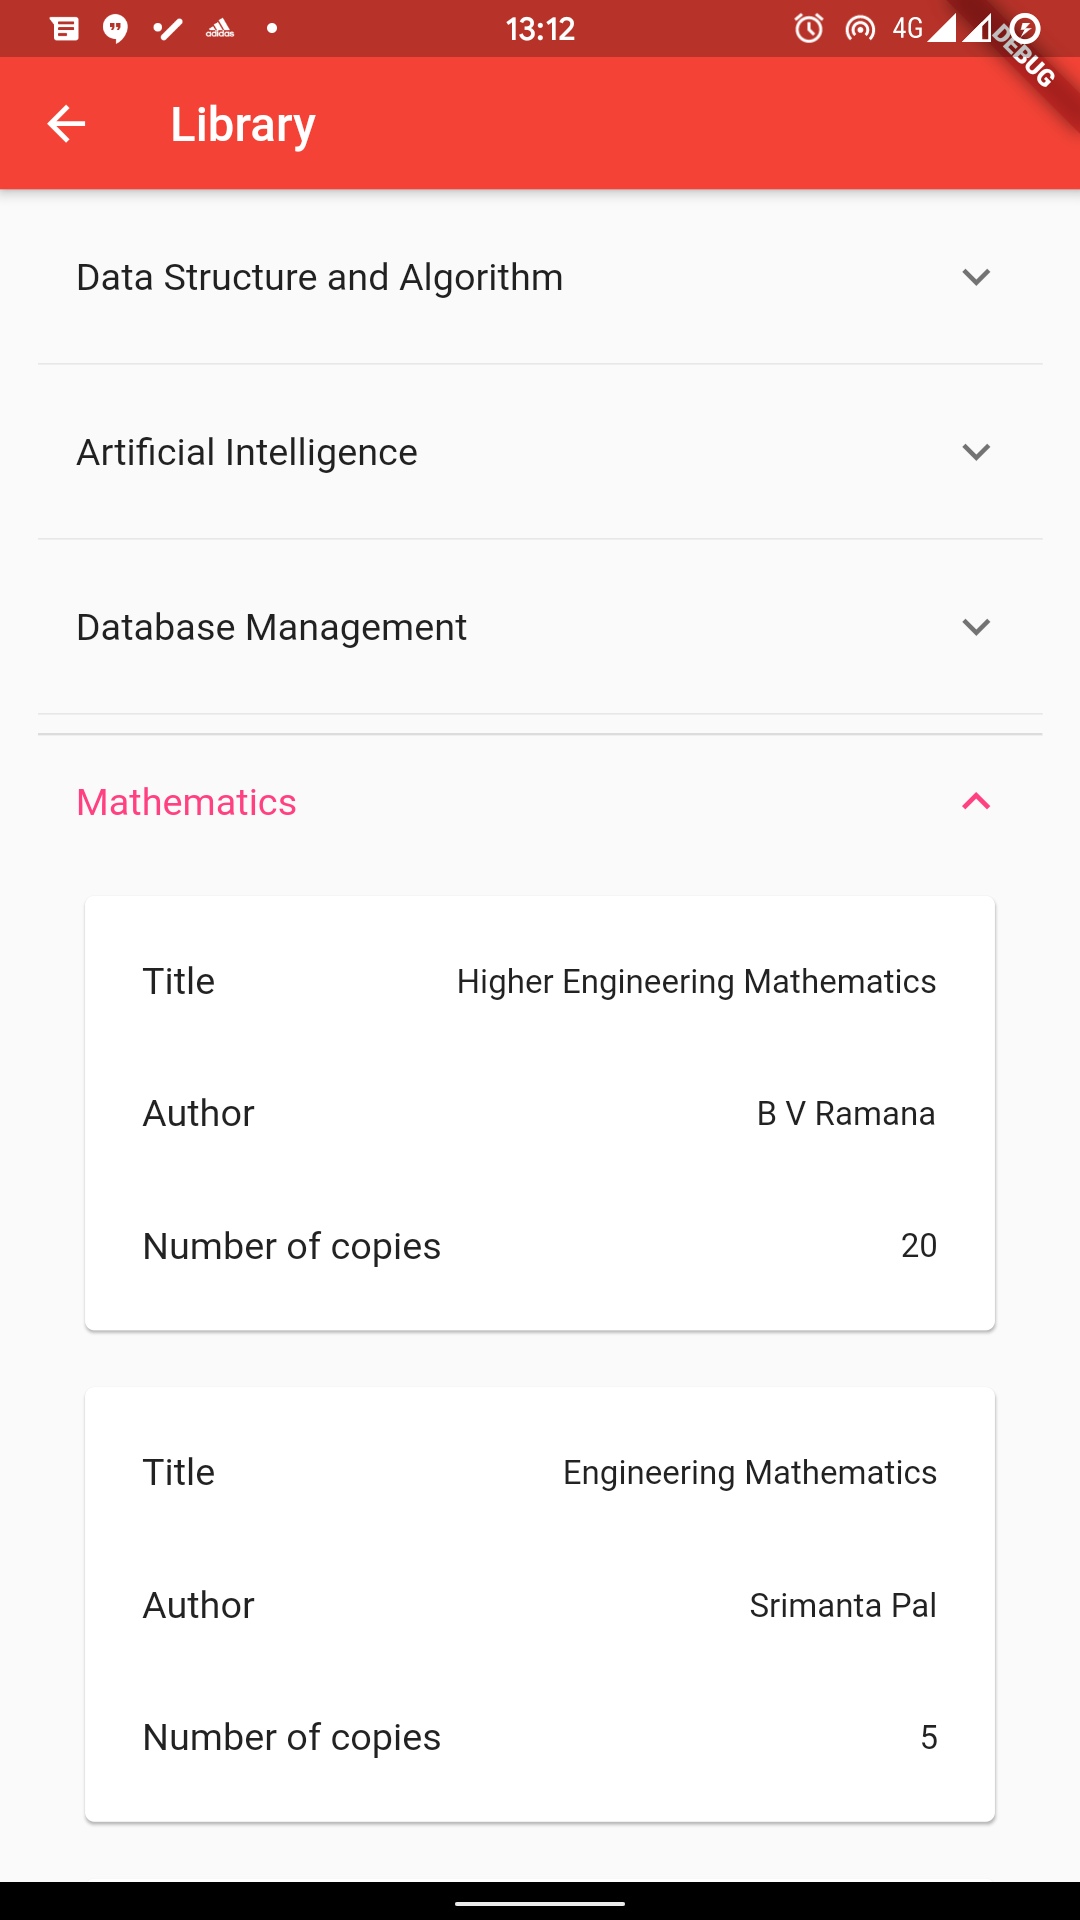 adidas
13:12
4G
DEBUG
Library
Data Structure and Algorithm
Artificial Intelligence
Database Management
Mathematics
Title Higher Engineering Mathematics
Author B V Ramana
Number of copies 20
Title Engineering Mathematics
Author Srimanta Pal
Number of copies 5